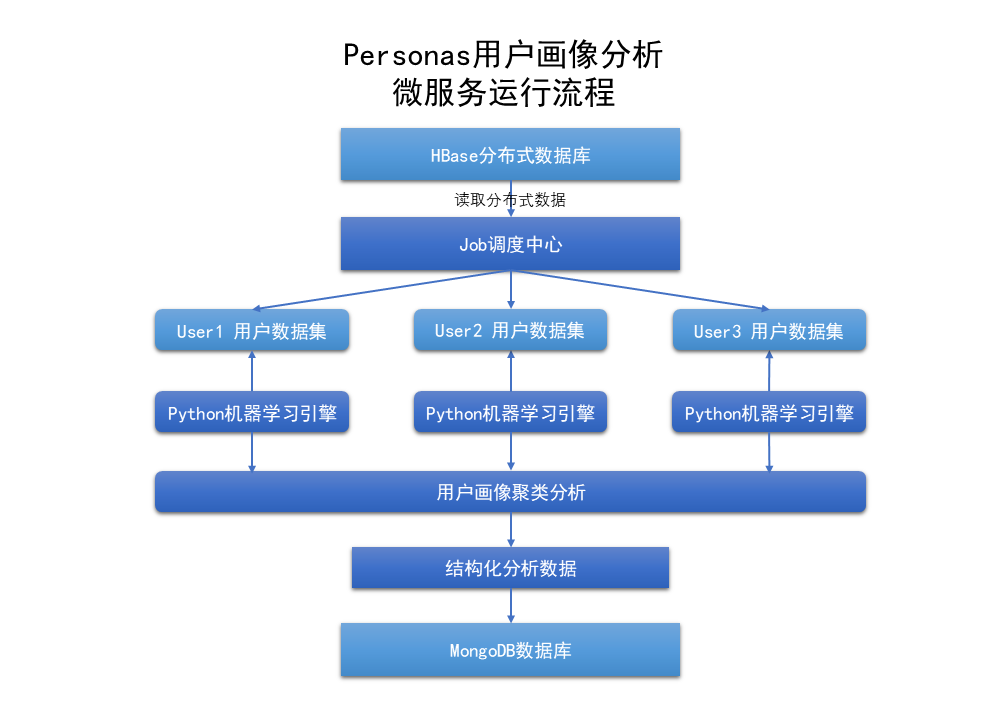 Personas用户画像分析
微服务运行流程
HBase分布式数据库
读取分布式数据
Job调度中心
User1 用户数据集
User2 用户数据集
User3 用户数据集
Python机器学习引擎
Python机器学习引擎
Python机器学习引擎
用户画像聚类分析
结构化分析数据
MongoDB数据库